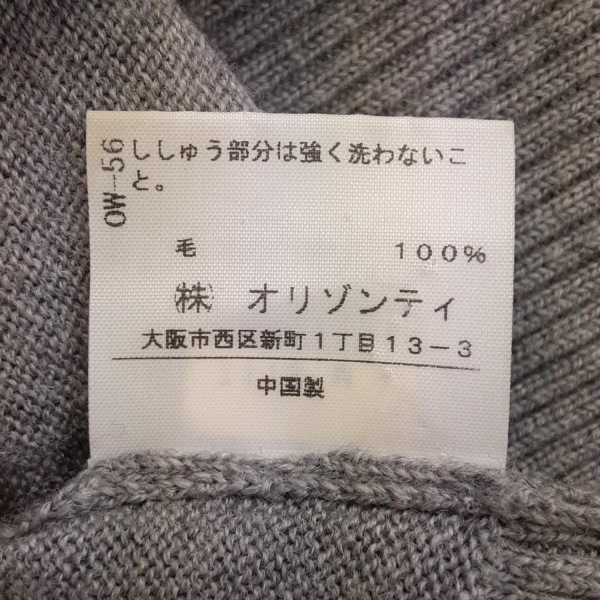 OW-56
ししゅう部分は強く洗わないこ
と。
毛 100%
㈱ オリゾンティ
大阪市西区新町1丁目13-3
中国製